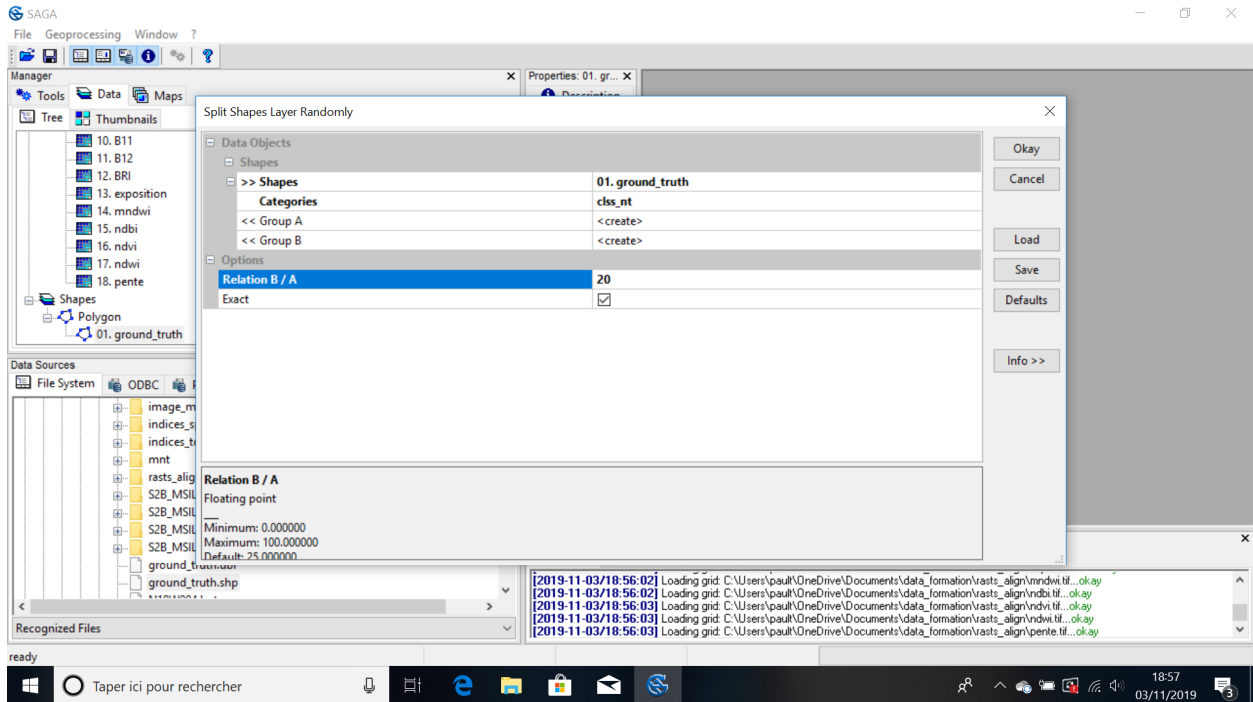 SAGA
File Geoprocessing Window ?
Manager
Tools Data Maps
Tree Thumbnails
10. B11
11. B12
12. BRI
13. exposition
14. mndwi
15. ndbi
16. ndvi
17. ndwi
18. pente
Shapes
Polygon
01. ground_truth
Data Sources
File System ODBC
image_m
indices_s
indices_t
mnt
rasts_alig
S2B_MSIL
S2B_MSIL
S2B_MSIL
S2B_MSIL
ground_truth.dbf
ground_truth.shp
Recognized Files
ready
Properties: 01. gr...
Description
Split Shapes Layer Randomly
Data Objects
Shapes
>> Shapes 01. ground_truth
Categories clss_nt
<< Group A <create>
<< Group B <create>
Options
Relation B / A 20
Exact
Relation B / A
Floating point
Minimum: 0.000000
Maximum: 100.000000
Default: 25.000000
Okay
Cancel
Load
Save
Defaults
Info >>
[2019-11-03/18:56:02] Loading grid: C:\Users\pault\OneDrive\Documents\data_formation\rasts_align\mndwi.tif...okay
[2019-11-03/18:56:02] Loading grid: C:\Users\pault\OneDrive\Documents\data_formation\rasts_align\ndbi.tif...okay
[2019-11-03/18:56:03] Loading grid: C:\Users\pault\OneDrive\Documents\data_formation\rasts_align\ndvi.tif...okay
[2019-11-03/18:56:03] Loading grid: C:\Users\pault\OneDrive\Documents\data_formation\rasts_align\ndwi.tif...okay
[2019-11-03/18:56:03] Loading grid: C:\Users\pault\OneDrive\Documents\data_formation\rasts_align\pente.tif...okay
Taper ici pour rechercher
18:57
03/11/2019
3